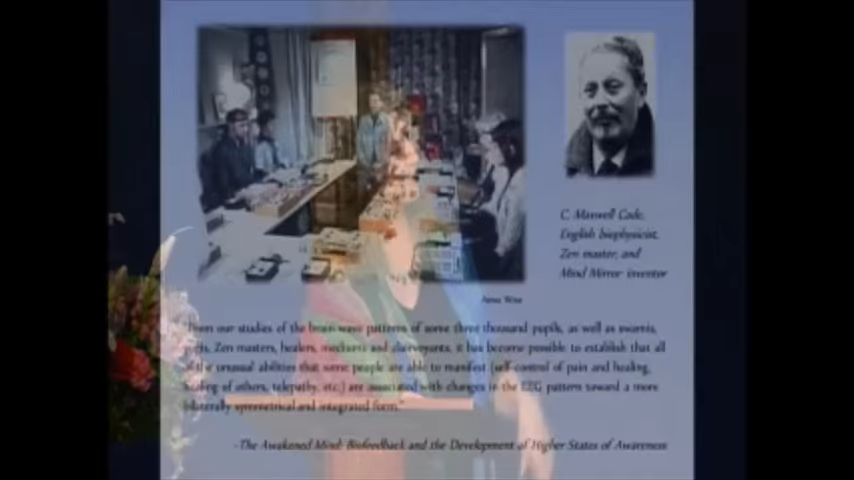 C. Maxwell Cade,
English biophysicist,
Zen master, and
Mind Mirror inventor
Anna Wise
"From our studies of the brain-wave patterns of some three thousand pupils, as well as swamis,
yogis, Zen masters, healers, mediums and clairvoyants, it has become possible to establish that all
of the unusual abilities that some people are able to manifest (self-control of pain and healing,
healing of others, telepathy, etc.) are associated with changes in the EEG pattern toward a more
bilaterally symmetrical and integrated form."
-The Awakened Mind: Biofeedback and the Development of Higher States of Awareness